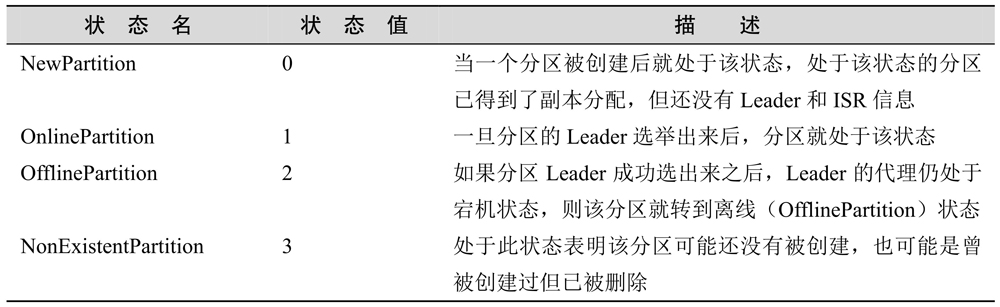 状 态 名 状 态 值 描 述
NewPartition 0 当一个分区被创建后就处于该状态，处于该状态的分区
已得到了副本分配，但还没有 Leader 和 ISR 信息
OnlinePartition 1 一旦分区的 Leader 选举出来后，分区就处于该状态
OfflinePartition 2 如果分区 Leader 成功选出来之后，Leader 的代理仍处于
宕机状态，则该分区就转到离线（OfflinePartition）状态
NonExistentPartition 3 处于此状态表明该分区可能还没有被创建，也可能是曾
被创建过但已被删除